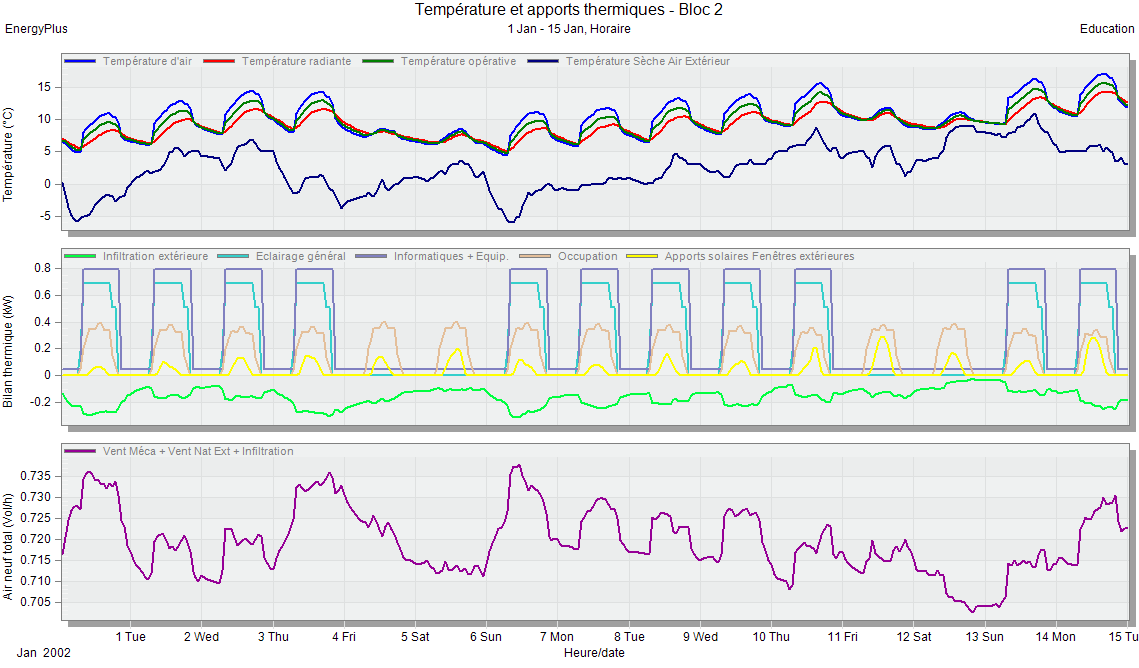 Température et apports thermiques - Bloc 2
EnergyPlus 1 Jan - 15 Jan, Horaire Education
Température d'air Température radiante Température opérative Température Sèche Air Extérieur
Température (°C)
15
10
5
0
-5
Infiltration extérieure Eclairage général Informatiques + Equip. Occupation Apports solaires Fenêtres extérieures
Bilan thermique (kW)
0.8
0.6
0.4
0.2
0
-0.2
Vent Méca + Vent Nat Ext + Infiltration
Air neuf total (Vol/h)
0.735
0.730
0.725
0.720
0.715
0.710
0.705
1 Tue 2 Wed 3 Thu 4 Fri 5 Sat 6 Sun 7 Mon 8 Tue 9 Wed 10 Thu 11 Fri 12 Sat 13 Sun 14 Mon 15 Tu
Jan 2002 Heure/date